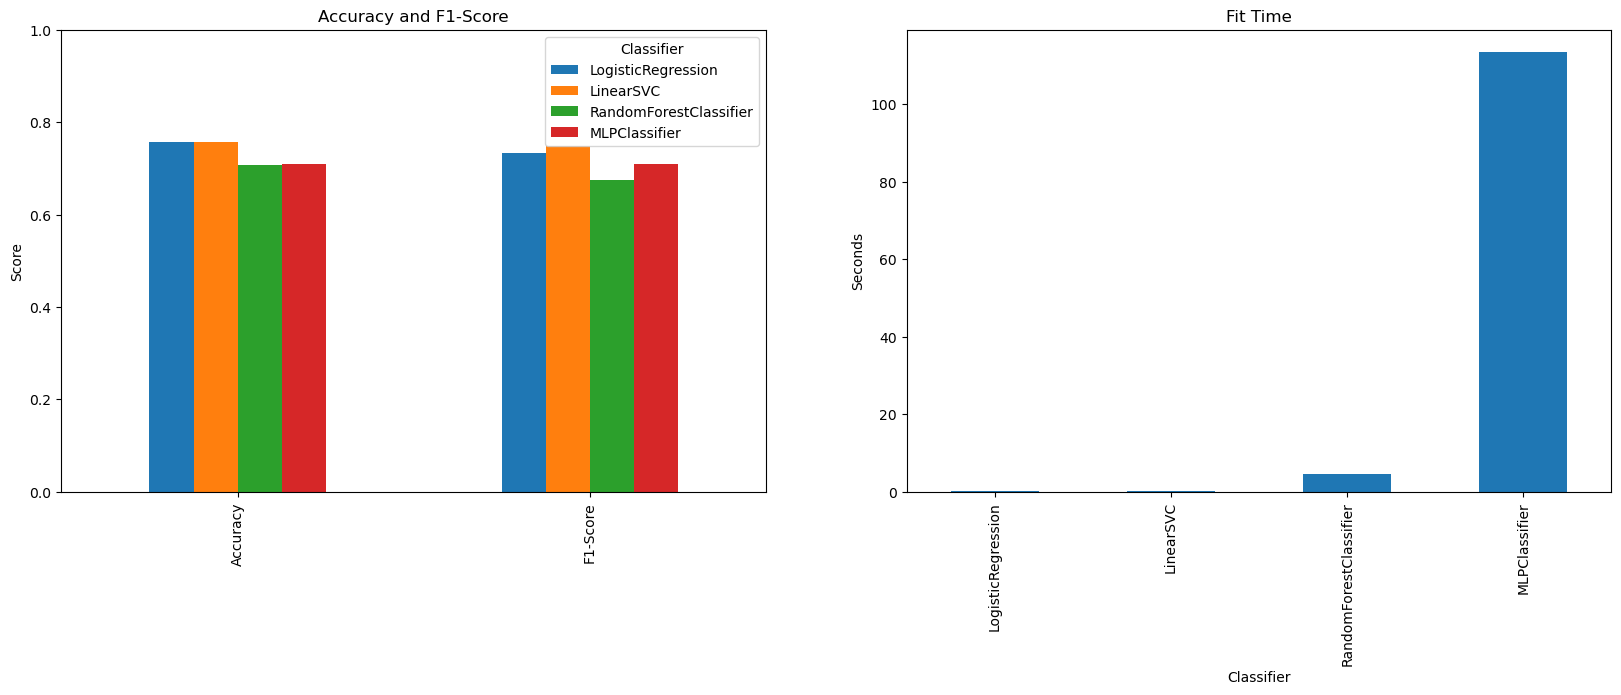 Accuracy and F1-Score
1.0
0.8
0.6
0.4
0.2
0.0
Score
Classifier
LogisticRegression
LinearSVC
RandomForestClassifier
MLPClassifier
Accuracy
F1-Score
Fit Time
100
80
60
40
20
0
Seconds
LogisticRegression
LinearSVC
RandomForestClassifier
MLPClassifier
Classifier